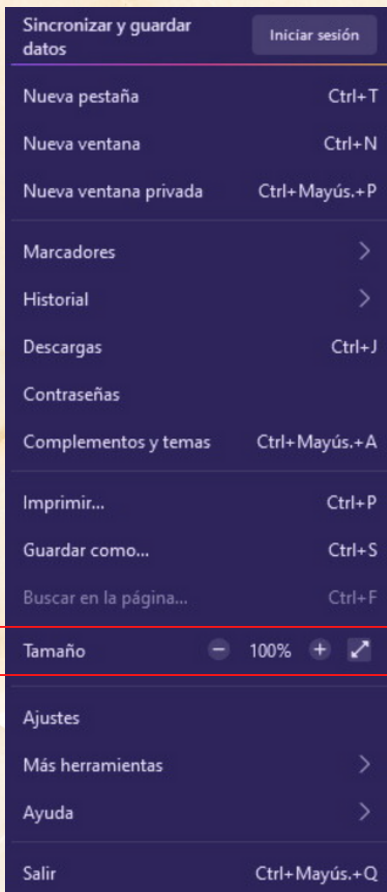 Sincronizar y guardar
datos
Iniciar sesión
Nueva pestaña Ctrl+T
Nueva ventana Ctrl+N
Nueva ventana privada Ctrl+Mayús.+P
Marcadores
Historial
Descargas Ctrl+J
Contraseñas
Complementos y temas Ctrl+Mayús.+A
Imprimir... Ctrl+P
Guardar como... Ctrl+S
Buscar en la página... Ctrl+F
Tamaño − 100% +
Ajustes
Más herramientas
Ayuda
Salir Ctrl+Mayús.+Q